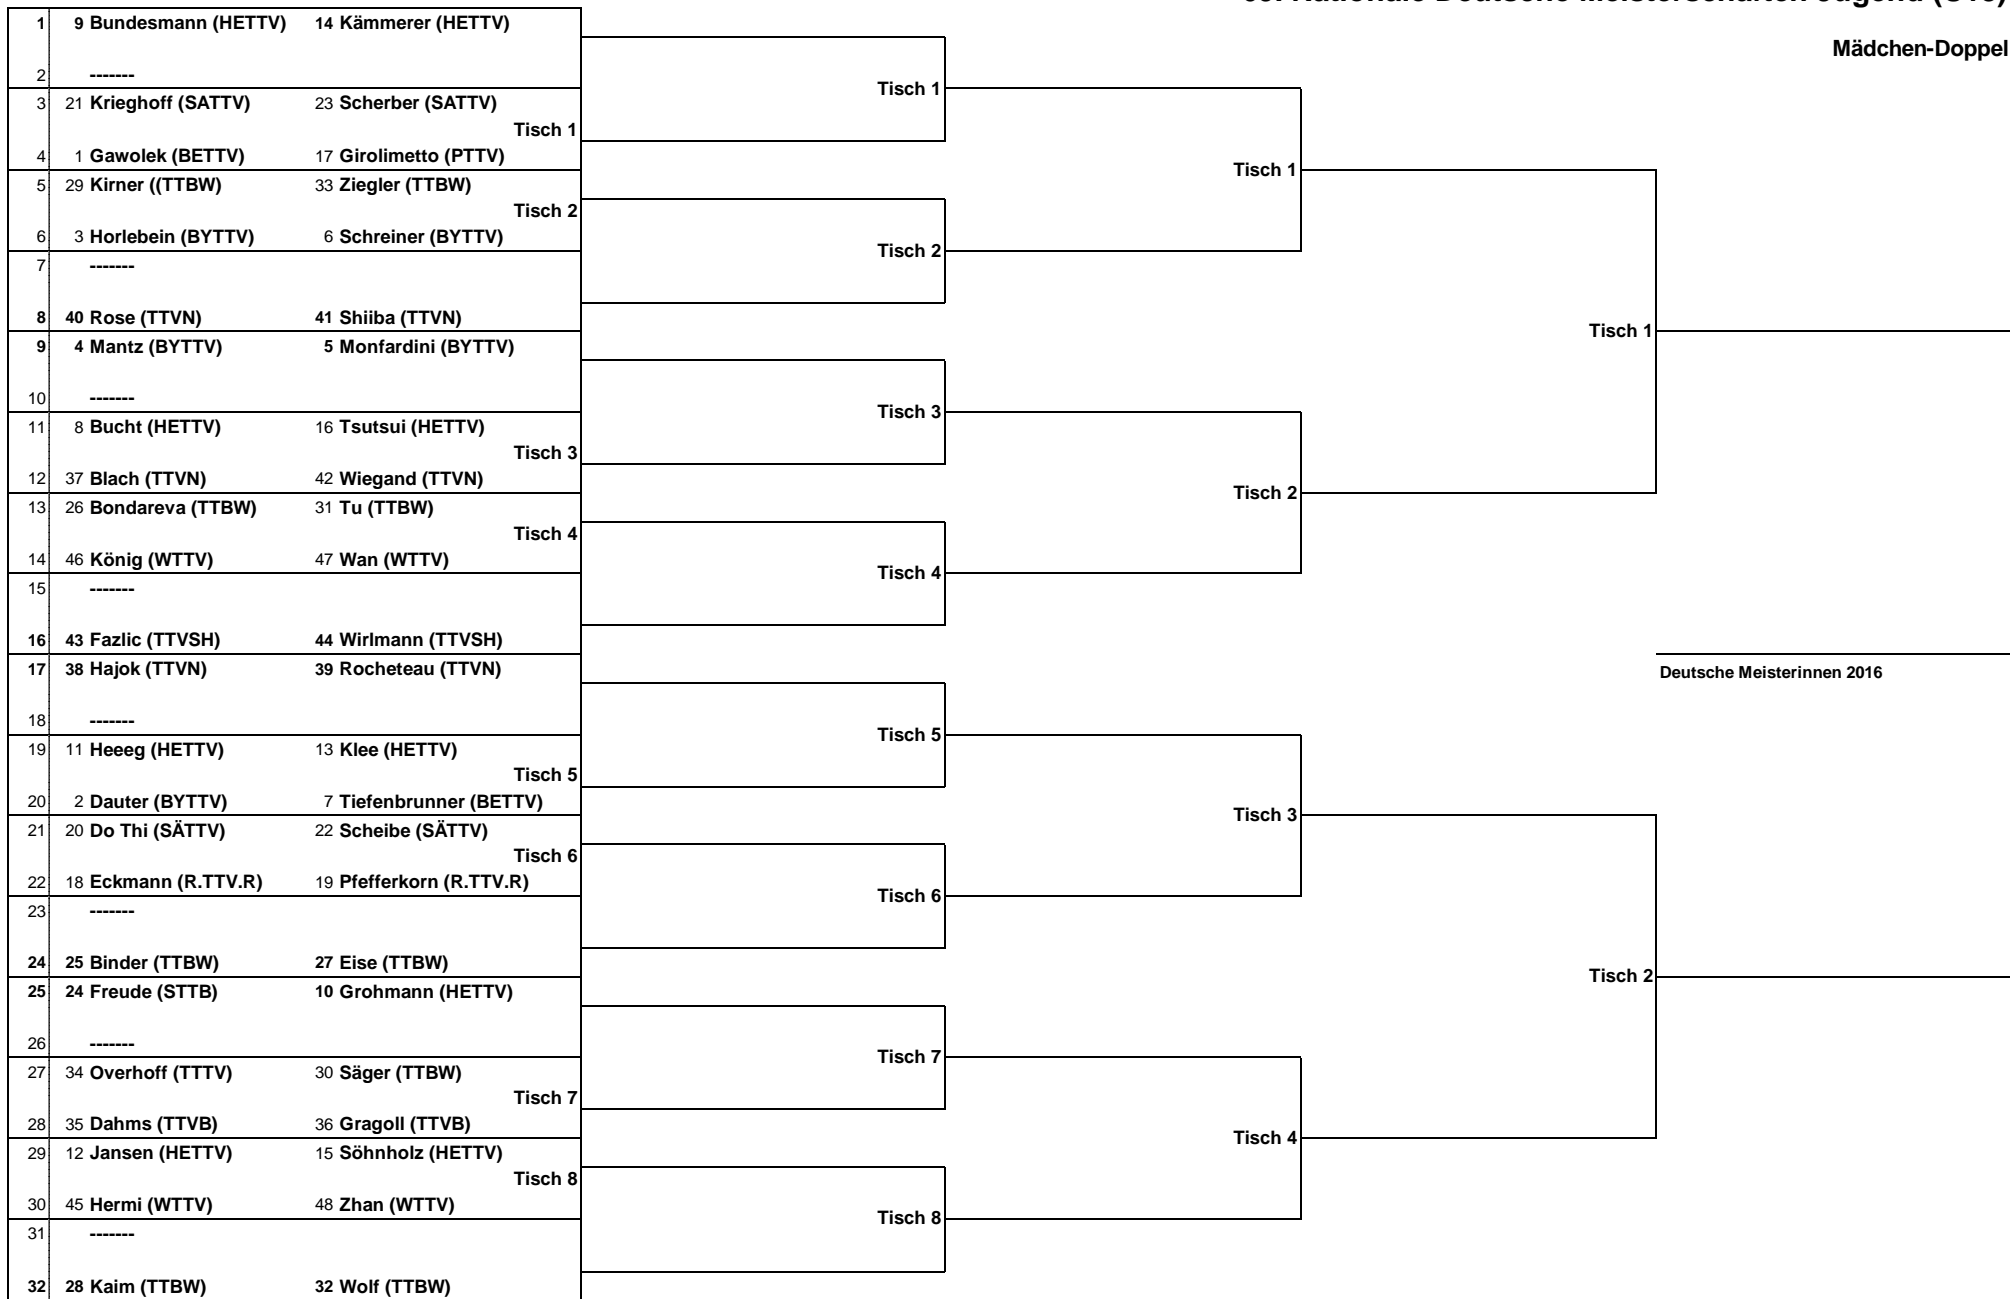 Mädchen-Doppel
1 9 Bundesmann (HETTV) 14 Kämmerer (HETTV)
2 -------
Tisch 1
3 21 Krieghoff (SATTV) 23 Scherber (SATTV)
Tisch 1
4 1 Gawolek (BETTV) 17 Girolimetto (PTTV)
Tisch 1
5 29 Kirner ((TTBW) 33 Ziegler (TTBW)
Tisch 2
6 3 Horlebein (BYTTV) 6 Schreiner (BYTTV)
Tisch 2
7 -------
8 40 Rose (TTVN) 41 Shiiba (TTVN)
Tisch 1
9 4 Mantz (BYTTV) 5 Monfardini (BYTTV)
10 -------
Tisch 3
11 8 Bucht (HETTV) 16 Tsutsui (HETTV)
Tisch 3
12 37 Blach (TTVN) 42 Wiegand (TTVN)
Tisch 2
13 26 Bondareva (TTBW) 31 Tu (TTBW)
Tisch 4
14 46 König (WTTV) 47 Wan (WTTV)
Tisch 4
15 -------
16 43 Fazlic (TTVSH) 44 Wirlmann (TTVSH)
17 38 Hajok (TTVN) 39 Rocheteau (TTVN)
Deutsche Meisterinnen 2016
18 -------
Tisch 5
19 11 Heeeg (HETTV) 13 Klee (HETTV)
Tisch 5
20 2 Dauter (BYTTV) 7 Tiefenbrunner (BETTV)
Tisch 3
21 20 Do Thi (SÄTTV) 22 Scheibe (SÄTTV)
Tisch 6
22 18 Eckmann (R.TTV.R) 19 Pfefferkorn (R.TTV.R)
Tisch 6
23 -------
24 25 Binder (TTBW) 27 Eise (TTBW)
Tisch 2
25 24 Freude (STTB) 10 Grohmann (HETTV)
26 -------
Tisch 7
27 34 Overhoff (TTTV) 30 Säger (TTBW)
Tisch 7
28 35 Dahms (TTVB) 36 Gragoll (TTVB)
Tisch 4
29 12 Jansen (HETTV) 15 Söhnholz (HETTV)
Tisch 8
30 45 Hermi (WTTV) 48 Zhan (WTTV)
Tisch 8
31 -------
32 28 Kaim (TTBW) 32 Wolf (TTBW)